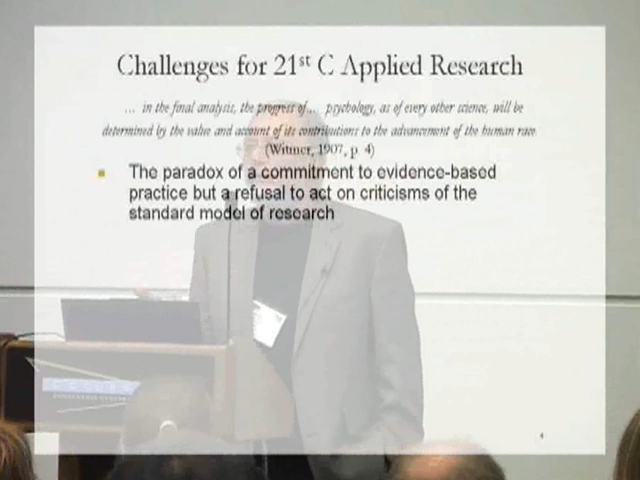 Challenges for 21st C Applied Research
... in the final analysis, the progress of... psychology, as of every other science, will be
determined by the value and account of its contributions to the advancement of the human race
(Witmer, 1907, p. 4)
The paradox of a commitment to evidence-based
practice but a refusal to act on criticisms of the
standard model of research
4